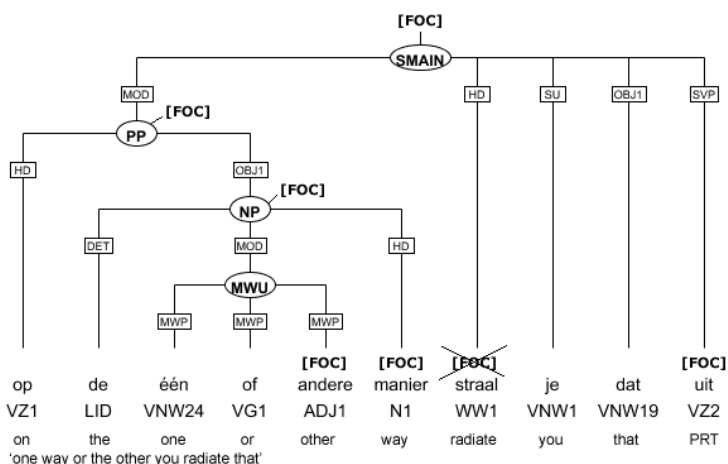 [FOC]
SMAIN
MOD HD SU OBJ1 SVP
[FOC]
PP
HD OBJ1
[FOC]
NP
DET MOD HD
MWU
MWP MWP MWP
[FOC] [FOC] [FOC] [FOC]
op de één of andere manier straal je dat uit
VZ1 LID VNW24 VG1 ADJ1 N1 WW1 VNW1 VNW19 VZ2
on the one or other way radiate you that PRT
'one way or the other you radiate that'